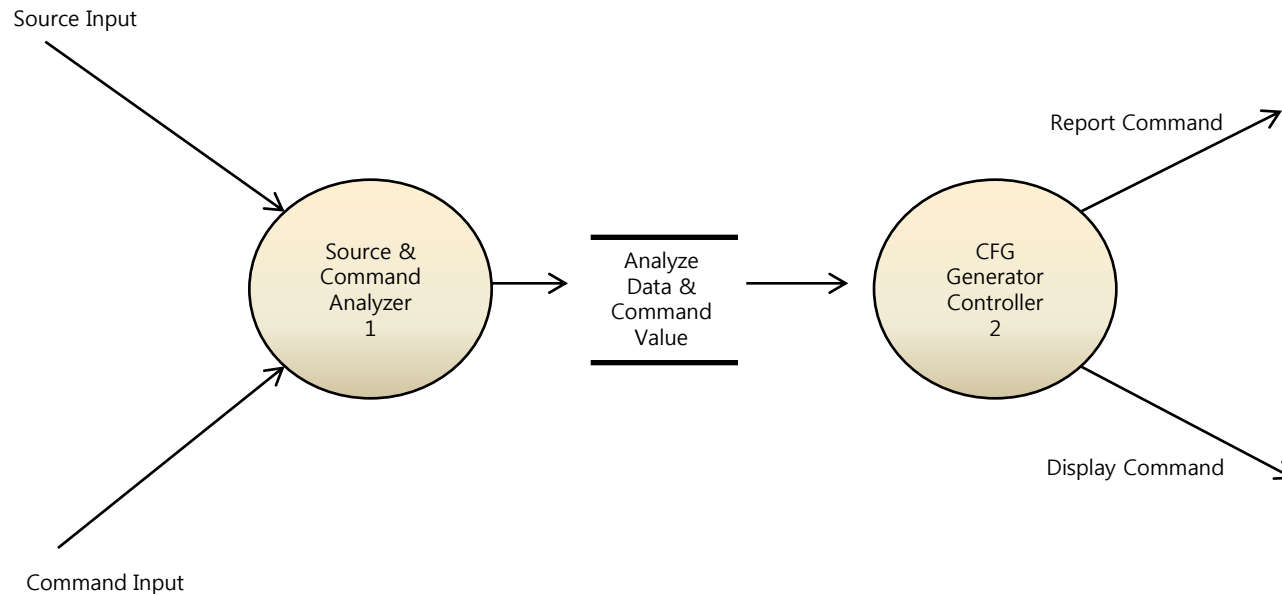 Source Input
Report Command
Source &
Command
Analyzer
1
Analyze
Data &
Command
Value
CFG
Generator
Controller
2
Display Command
Command Input